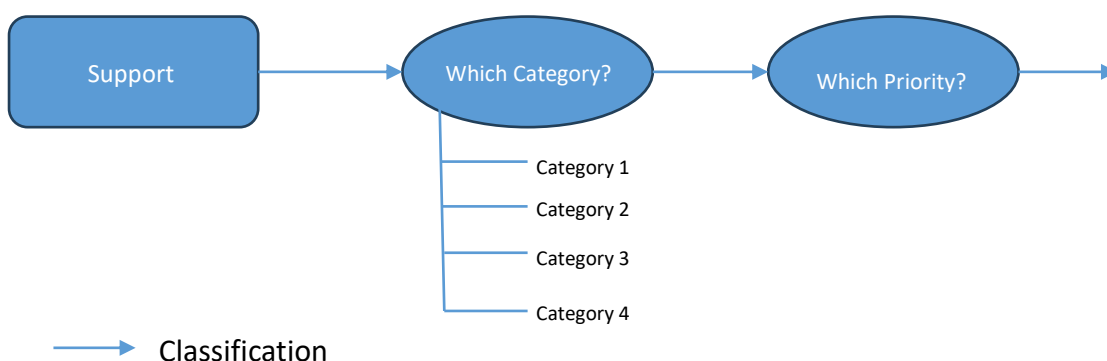 Support
Which Category?
Which Priority?
Category 1
Category 2
Category 3
Category 4
Classification